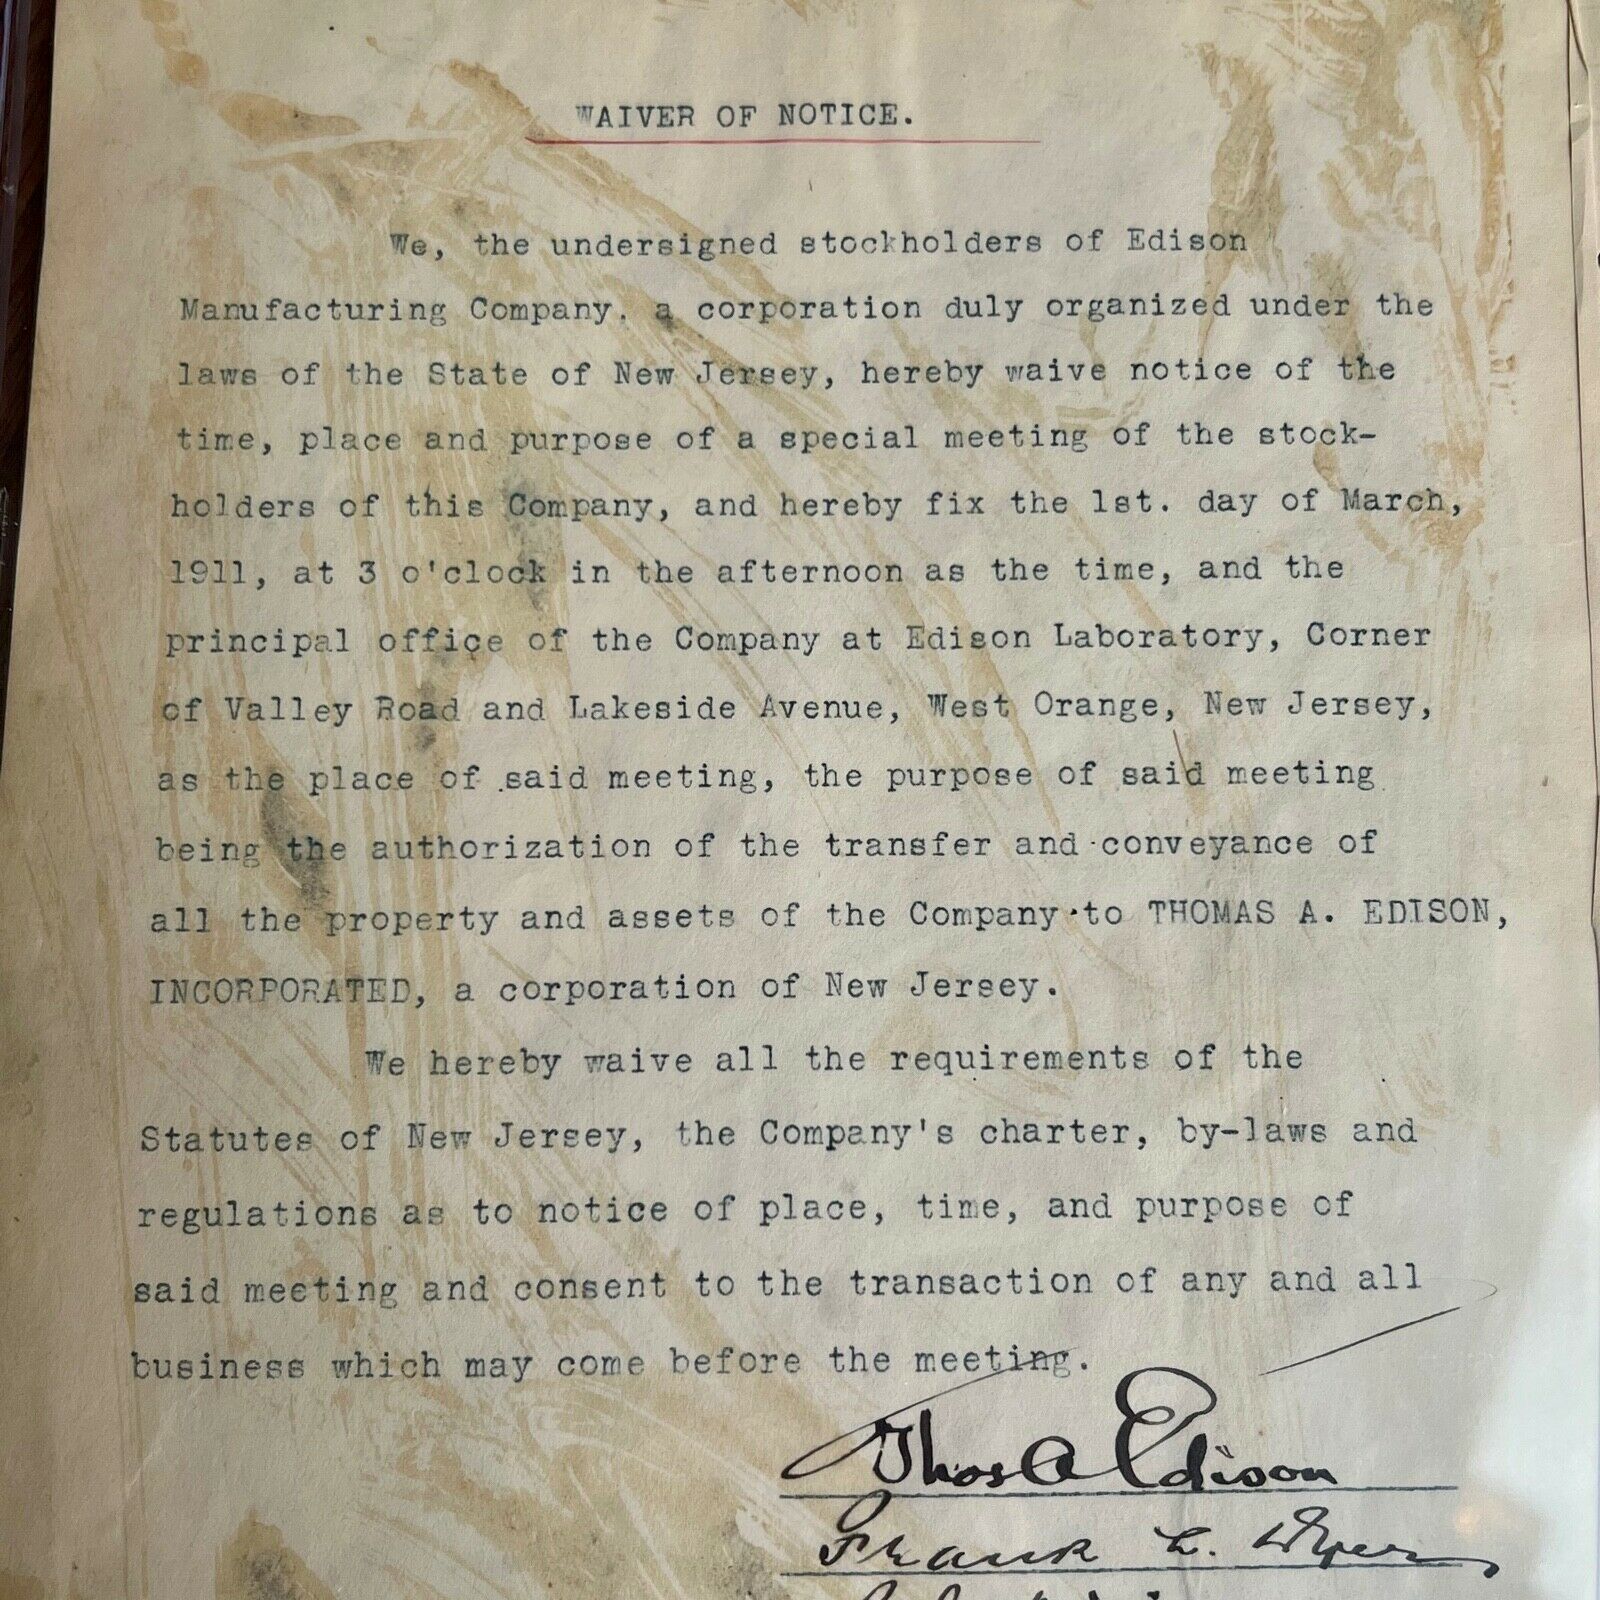 WAIVER OF NOTICE.
We, the undersigned stockholders of Edison
Manufacturing Company, a corporation duly organized under the
laws of the State of New Jersey, hereby waive notice of the
time, place and purpose of a special meeting of the stock-
holders of this Company, and hereby fix the 1st. day of March,
1911, at 3 o'clock in the afternoon as the time, and the
principal office of the Company at Edison Laboratory, Corner
of Valley Road and Lakeside Avenue, West Orange, New Jersey,
as the place of said meeting, the purpose of said meeting
being the authorization of the transfer and conveyance of
all the property and assets of the Company to THOMAS A. EDISON,
INCORPORATED, a corporation of New Jersey.
We hereby waive all the requirements of the
Statutes of New Jersey, the Company's charter, by-laws and
regulations as to notice of place, time, and purpose of
said meeting and consent to the transaction of any and all
business which may come before the meeting.
Thos A Edison
Frank L. Dyer